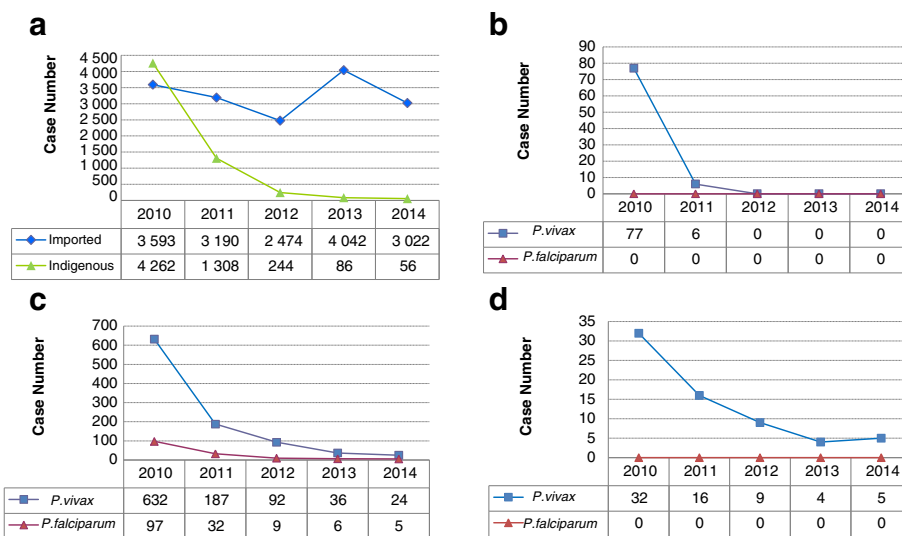 a
Case Number
4 500
4 000
3 500
3 000
2 500
2 000
1 500
1 000
500
0
2010 2011 2012 2013 2014
Imported 3 593 3 190 2 474 4 042 3 022
Indigenous 4 262 1 308 244 86 56
b
Case Number
90
80
70
60
50
40
30
20
10
0
2010 2011 2012 2013 2014
P.vivax 77 6 0 0 0
P.falciparum 0 0 0 0 0
c
Case Number
700
600
500
400
300
200
100
0
2010 2011 2012 2013 2014
P.vivax 632 187 92 36 24
P.falciparum 97 32 9 6 5
d
Case Number
35
30
25
20
15
10
5
0
2010 2011 2012 2013 2014
P.vivax 32 16 9 4 5
P.falciparum 0 0 0 0 0